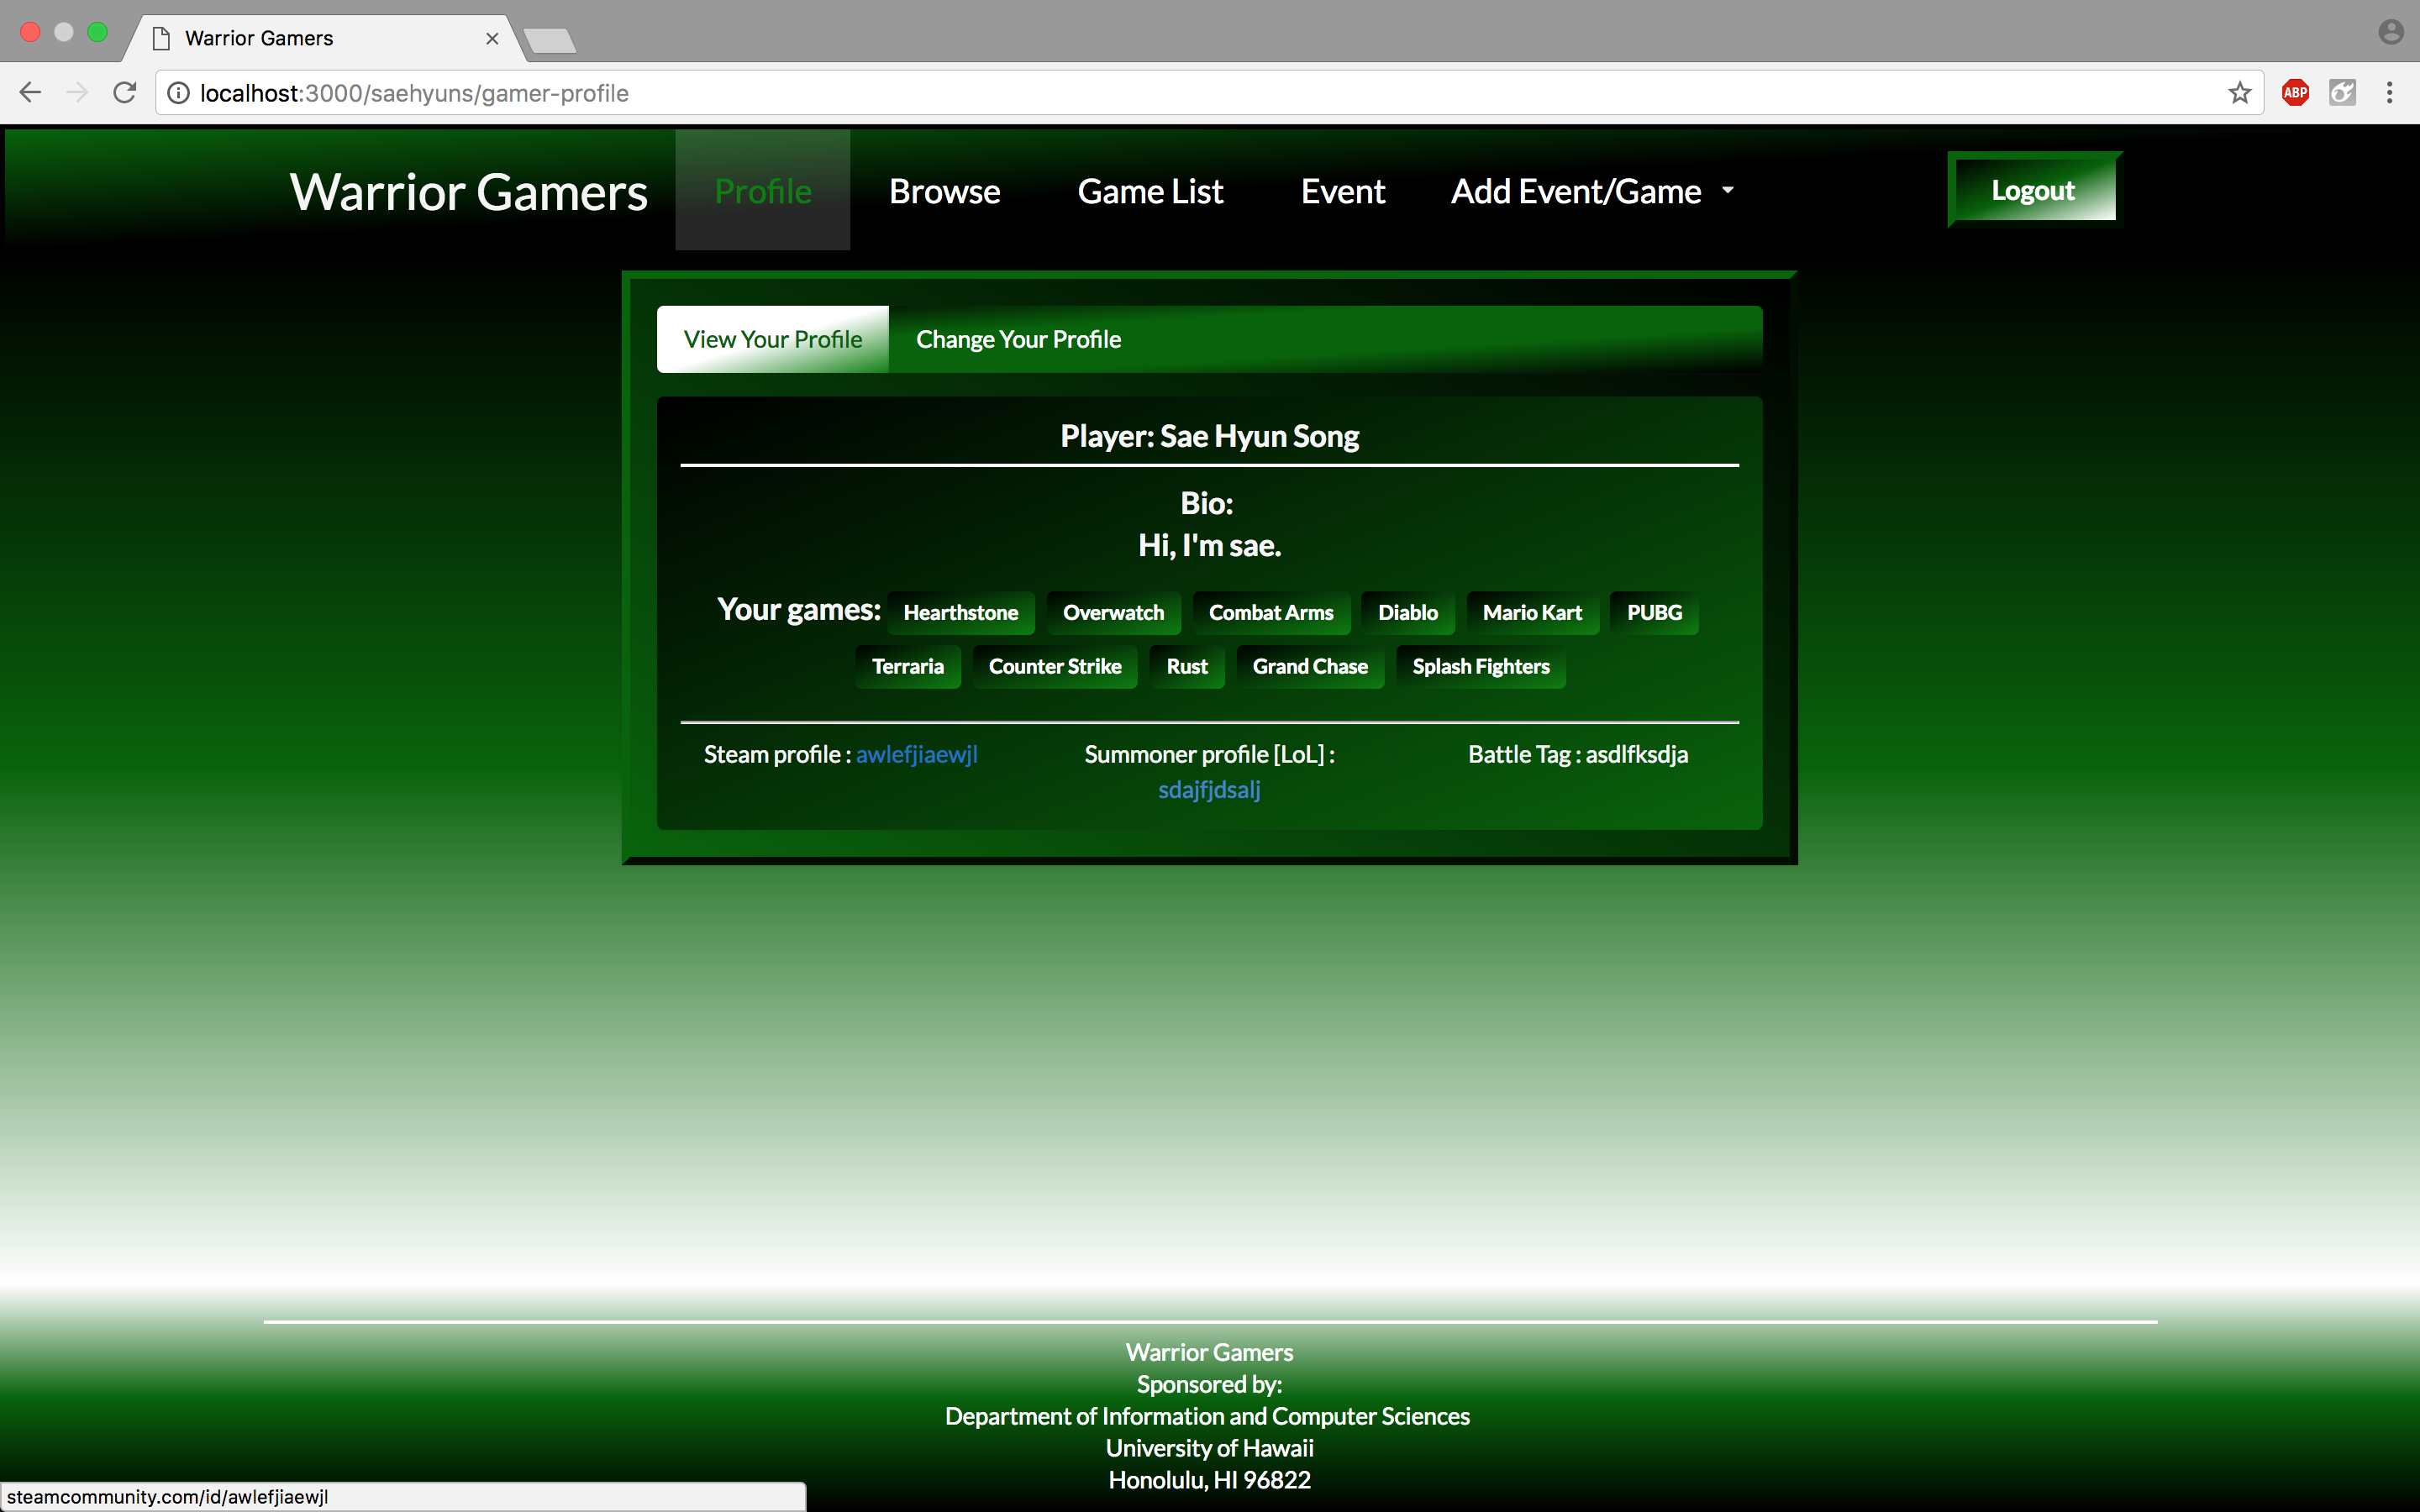 Warrior Gamers
localhost:3000/saehyuns/gamer-profile
ABP
Warrior Gamers Profile Browse Game List Event Add Event/Game Logout
View Your Profile Change Your Profile
Player: Sae Hyun Song
Bio:
Hi, I'm sae.
Your games: Hearthstone Overwatch Combat Arms Diablo Mario Kart PUBG
Terraria Counter Strike Rust Grand Chase Splash Fighters
Steam profile : awlefjiaewjl Summoner profile [LoL] : Battle Tag : asdlfksdja
sdajfjdsalj
Warrior Gamers
Sponsored by:
Department of Information and Computer Sciences
University of Hawaii
Honolulu, HI 96822
steamcommunity.com/id/awlefjiaewjl